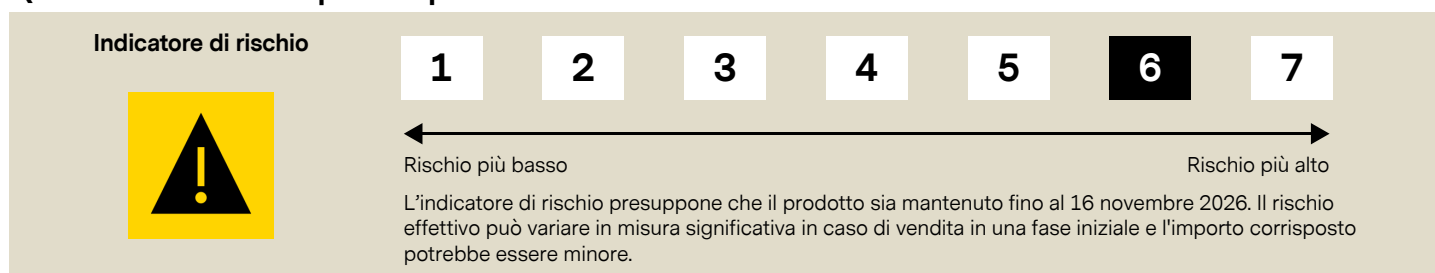 Indicatore di rischio
1 2 3 4 5 6 7
Rischio più basso Rischio più alto
L'indicatore di rischio presuppone che il prodotto sia mantenuto fino al 16 novembre 2026. Il rischio
effettivo può variare in misura significativa in caso di vendita in una fase iniziale e l'importo corrisposto
potrebbe essere minore.